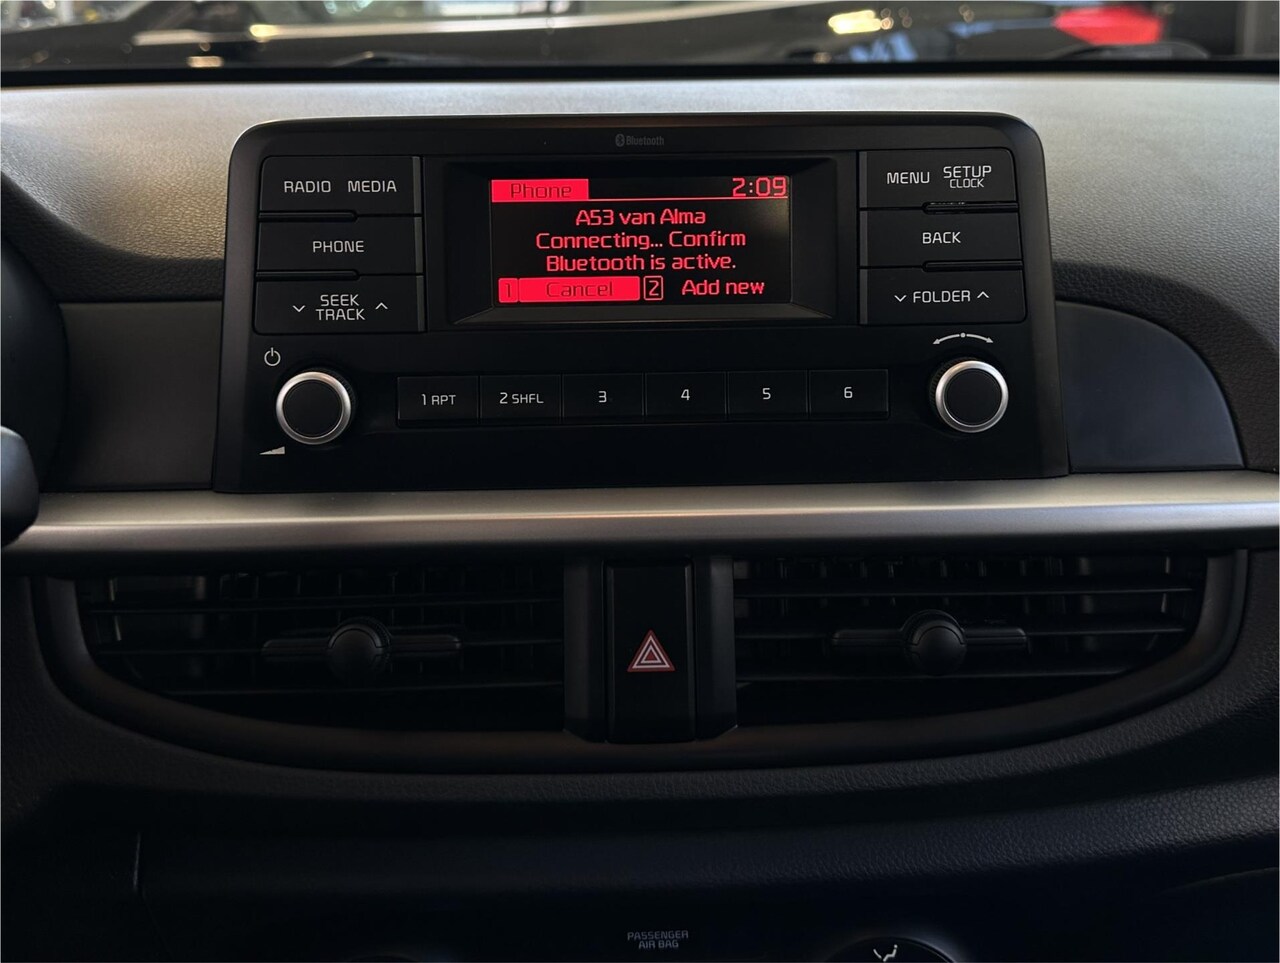 Bluetooth
RADIO MEDIA
PHONE
SEEK
TRACK
Phone 2:09
A53 van Alma
Connecting... Confirm
Bluetooth is active.
1 Cancel 2 Add new
MENU SETUP
CLOCK
BACK
FOLDER
1 RPT 2 SHFL 3 4 5 6
PASSENGER
AIR BAG